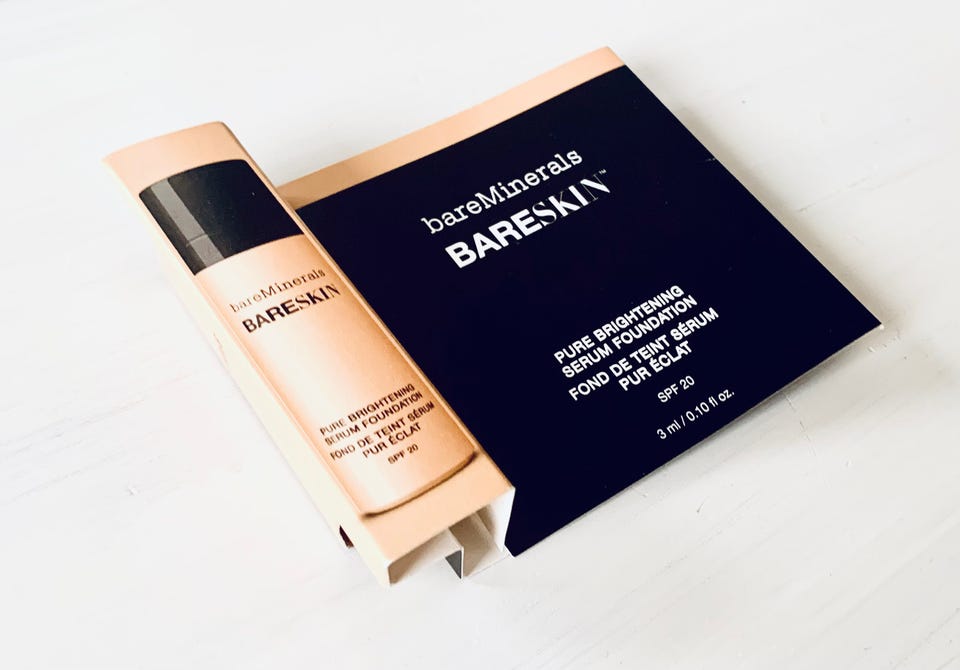 bareMinerals
BARESKIN
PURE BRIGHTENING
SERUM FOUNDATION
FOND DE TEINT SÉRUM
PUR ÉCLAT
SPF 20
bareMinerals
BARESKIN™
PURE BRIGHTENING
SERUM FOUNDATION
FOND DE TEINT SÉRUM
PUR ÉCLAT
SPF 20
3 ml / 0.10 fl oz.